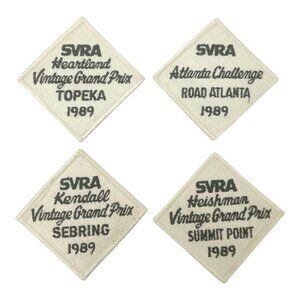 SVRA
Heartland
Vintage Grand Prix
TOPEKA
1989
SVRA
Atlanta Challenge
ROAD ATLANTA
1989
SVRA
Kendall
Vintage Grand Prix
SEBRING
1989
SVRA
Heishman
Vintage Grand Prix
SUMMIT POINT
1989